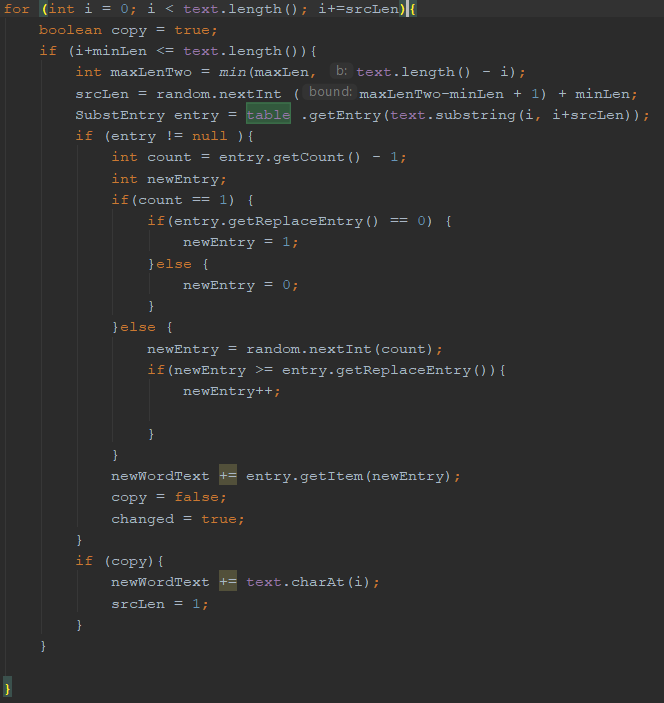 for (int i = 0; i < text.length(); i+=srcLen){
    boolean copy = true;
    if (i+minLen <= text.length()){
        int maxLenTwo = min(maxLen, b: text.length() - i);
        srcLen = random.nextInt (bound: maxLenTwo-minLen + 1) + minLen;
        SubstEntry entry = table .getEntry(text.substring(i, i+srcLen));
        if (entry != null ){
            int count = entry.getCount() - 1;
            int newEntry;
            if(count == 1) {
                if(entry.getReplaceEntry() == 0) {
                    newEntry = 1;
                }else {
                    newEntry = 0;
                }
            }else {
                newEntry = random.nextInt(count);
                if(newEntry >= entry.getReplaceEntry()){
                    newEntry++;

                }
            }
            newWordText += entry.getItem(newEntry);
            copy = false;
            changed = true;
        }
        if (copy){
            newWordText += text.charAt(i);
            srcLen = 1;
        }
    }

}